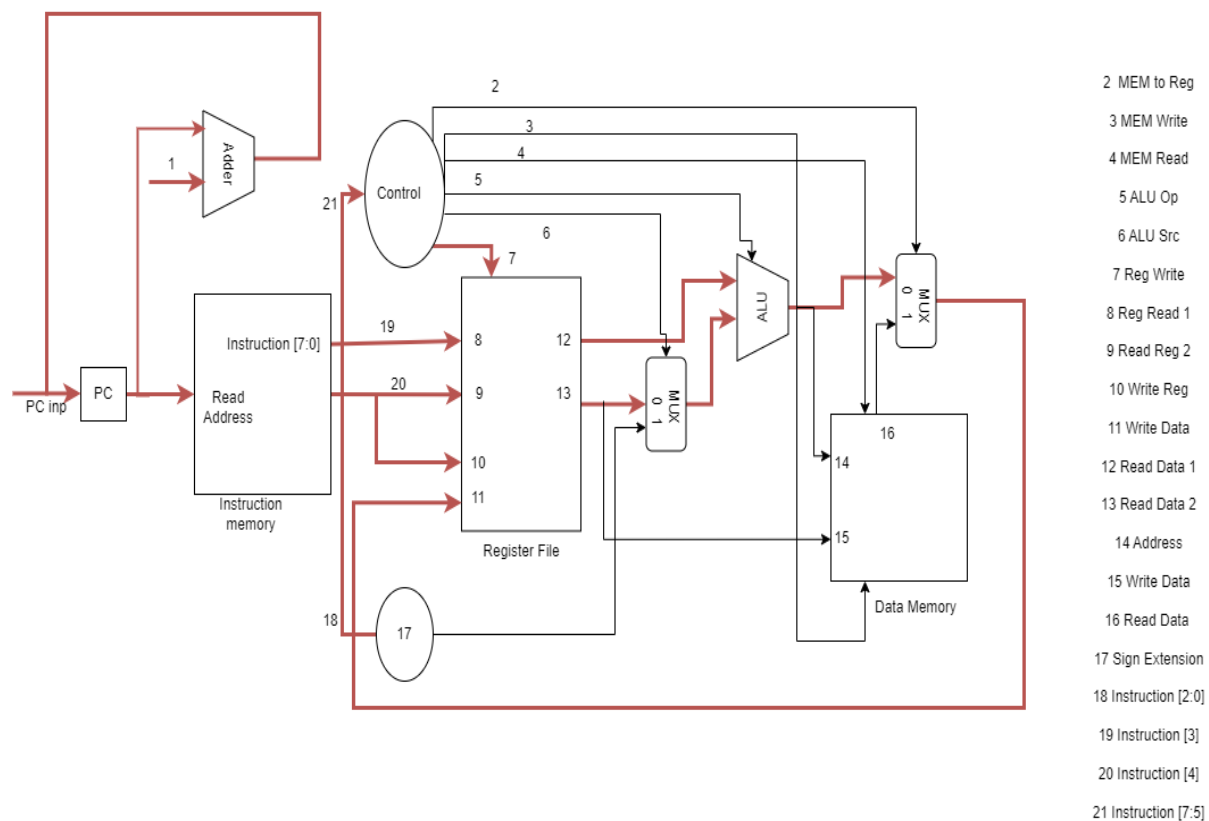 2
3
4
1
Adder
5
21
Control
6
7
Instruction [7:0]
19
8
12
ALU
MUX
0 1
PC inp
PC
Read
Address
20
9
13
MUX
0 1
16
10
14
11
15
Instruction
memory
Register File
Data Memory
18
17
2 MEM to Reg
3 MEM Write
4 MEM Read
5 ALU Op
6 ALU Src
7 Reg Write
8 Reg Read 1
9 Read Reg 2
10 Write Reg
11 Write Data
12 Read Data 1
13 Read Data 2
14 Address
15 Write Data
16 Read Data
17 Sign Extension
18 Instruction [2:0]
19 Instruction [3]
20 Instruction [4]
21 Instruction [7:5]